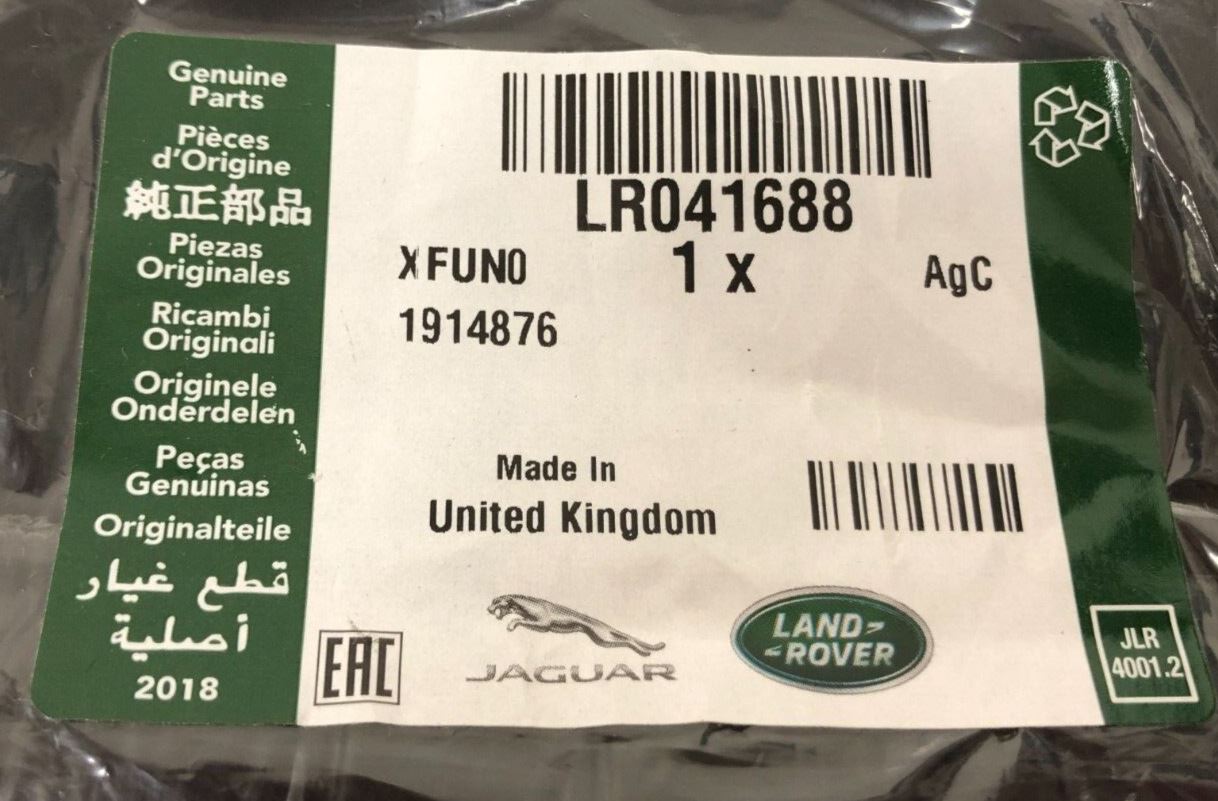 Genuine
Parts
Pièces
d'Origine
純正部品
Piezas
Originales
Ricambi
Originali
Originele
Onderdelen
Peças
Genuinas
Originalteile
قطع غيار
أصلية
2018
LR041688
XFUN0
1 x
AgC
1914876
Made In
United Kingdom
EAC
JAGUAR
LAND-
-ROVER
JLR
4001.2